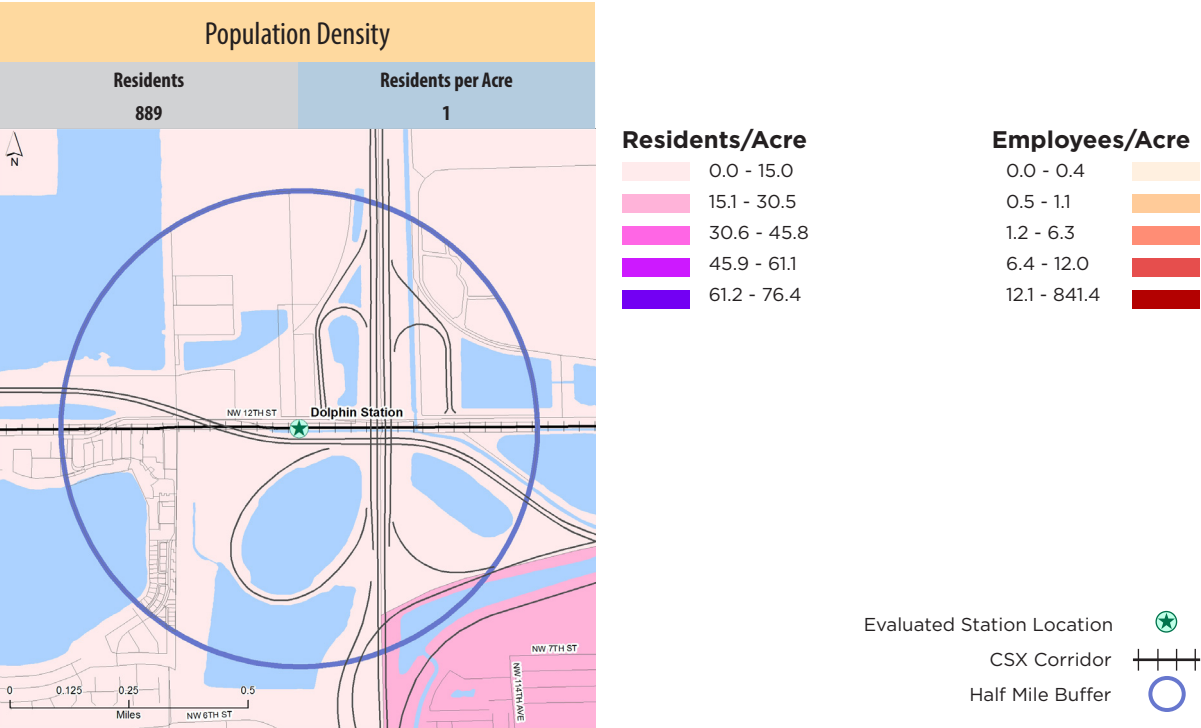 Population Density
Residents
Residents per Acre
889
1
N
NW 12TH ST
Dolphin Station
NW 7TH ST
NW 114TH AVE
0 0.125 0.25 0.5
Miles
NW 6TH ST
Residents/Acre
0.0 - 15.0
15.1 - 30.5
30.6 - 45.8
45.9 - 61.1
61.2 - 76.4
Employees/Acre
0.0 - 0.4
0.5 - 1.1
1.2 - 6.3
6.4 - 12.0
12.1 - 841.4
Evaluated Station Location
CSX Corridor
Half Mile Buffer